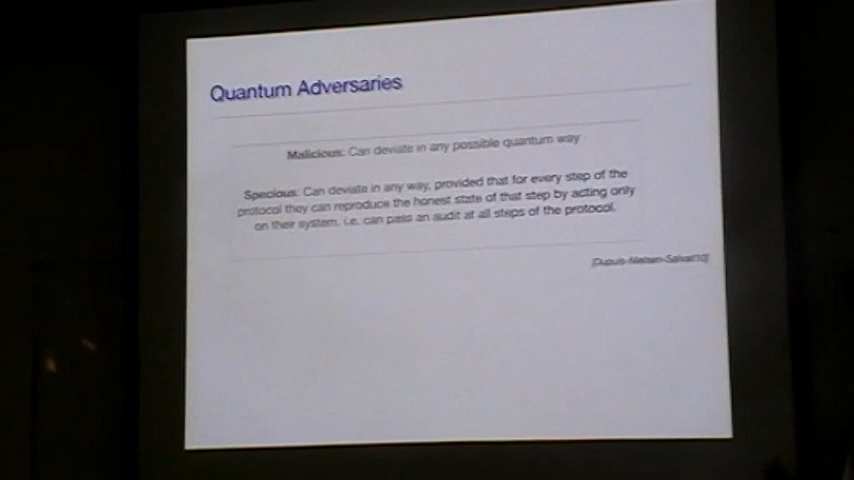 Quantum Adversaries
Malicious: Can deviate in any possible quantum way
Specious: Can deviate in any way, provided that for every step of the
protocol they can reproduce the honest state of that step by acting only
on their system, i.e. can pass an audit at all steps of the protocol.
[Dupuis-Nielsen-Salvail10]